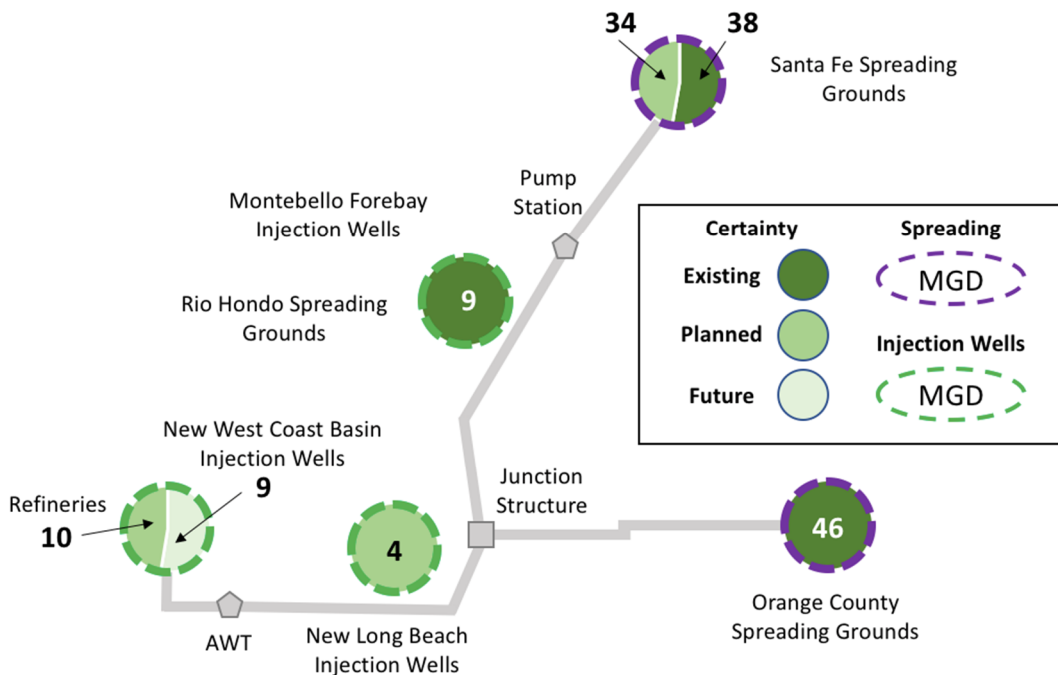 34
38
Santa Fe Spreading
Grounds
Pump
Station
Montebello Forebay
Injection Wells
9
Rio Hondo Spreading
Grounds
Certainty
Spreading
Existing
MGD
Planned
Injection Wells
Future
MGD
New West Coast Basin
Injection Wells
9
Refineries
10
Junction
Structure
4
46
AWT
New Long Beach
Injection Wells
Orange County
Spreading Grounds